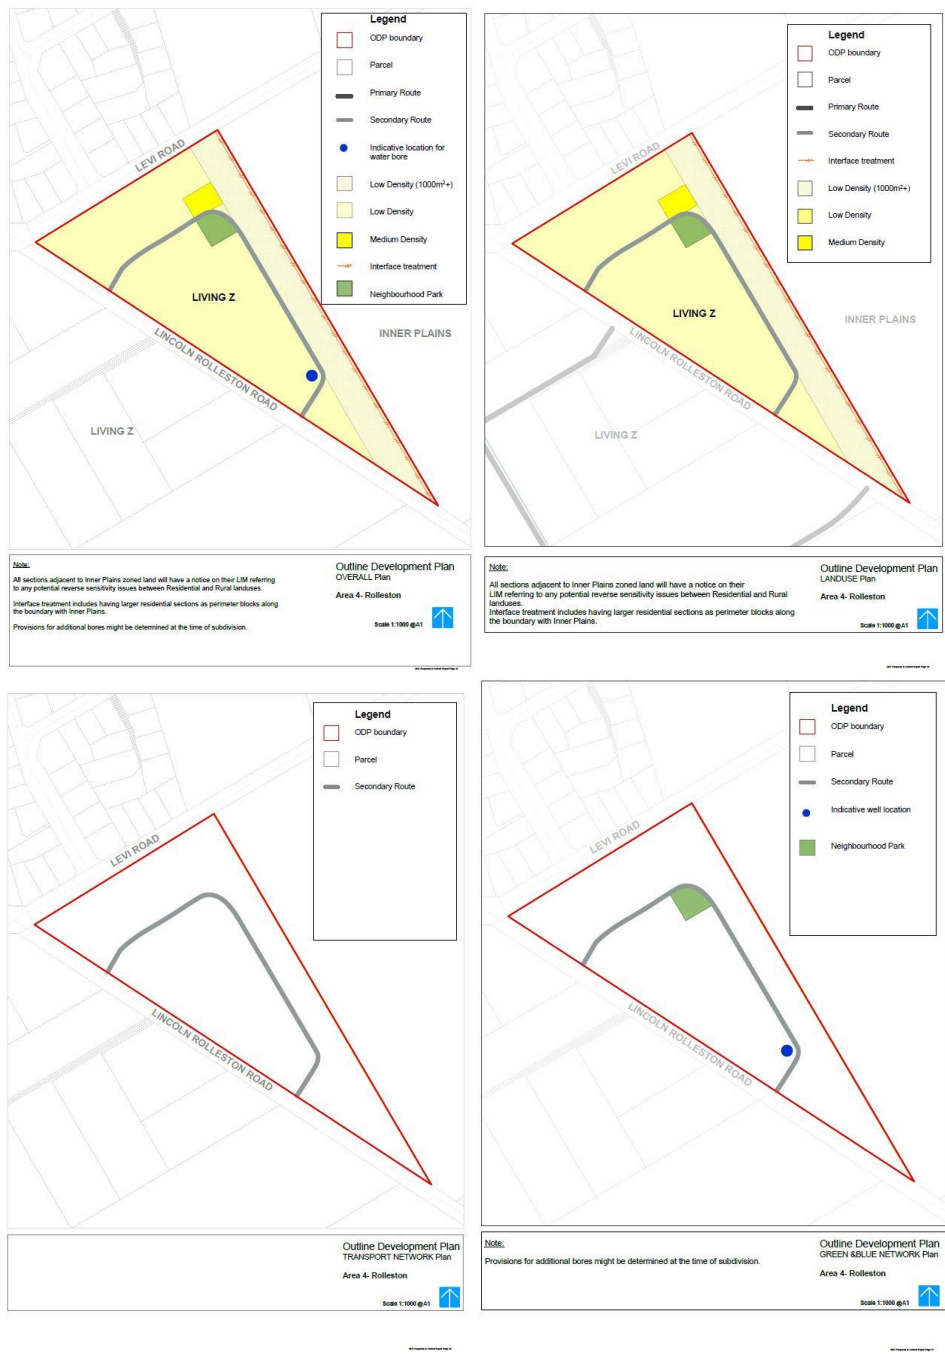 Legend
ODP boundary
Parcel
Primary Route
Secondary Route
Indicative location for
water bore
Low Density (1000m²+)
Low Density
Medium Density
Interface treatment
Neighbourhood Park
LEVI ROAD
LIVING Z
INNER PLAINS
LINCOLN ROLLESTON ROAD
LIVING Z
Note:
All sections adjacent to Inner Plains zoned land will have a notice on their LIM referring
to any potential reverse sensitivity issues between Residential and Rural landuses.
Interface treatment includes having larger residential sections as perimeter blocks along
the boundary with Inner Plains.
Provisions for additional bores might be determined at the time of subdivision.
Outline Development Plan
OVERALL Plan
Area 4- Rolleston
Scale 1:1000 @A1
Legend
ODP boundary
Parcel
Primary Route
Secondary Route
Interface treatment
Low Density (1000m²+)
Low Density
Medium Density
LEVI ROAD
LIVING Z
INNER PLAINS
LINCOLN ROLLESTON ROAD
LIVING Z
Note:
All sections adjacent to Inner Plains zoned land will have a notice on their
LIM referring to any potential reverse sensitivity issues between Residential and Rural
landuses.
Interface treatment includes having larger residential sections as perimeter blocks along
the boundary with Inner Plains.
Outline Development Plan
LANDUSE Plan
Area 4- Rolleston
Scale 1:1000 @A1
Legend
ODP boundary
Parcel
Secondary Route
LEVI ROAD
LINCOLN ROLLESTON ROAD
Outline Development Plan
TRANSPORT NETWORK Plan
Area 4- Rolleston
Scale 1:1000 @A1
Legend
ODP boundary
Parcel
Secondary Route
Indicative well location
Neighbourhood Park
LEVI ROAD
LINCOLN ROLLESTON ROAD
Note:
Provisions for additional bores might be determined at the time of subdivision.
Outline Development Plan
GREEN &BLUE NETWORK Plan
Area 4- Rolleston
Scale 1:1000 @A1